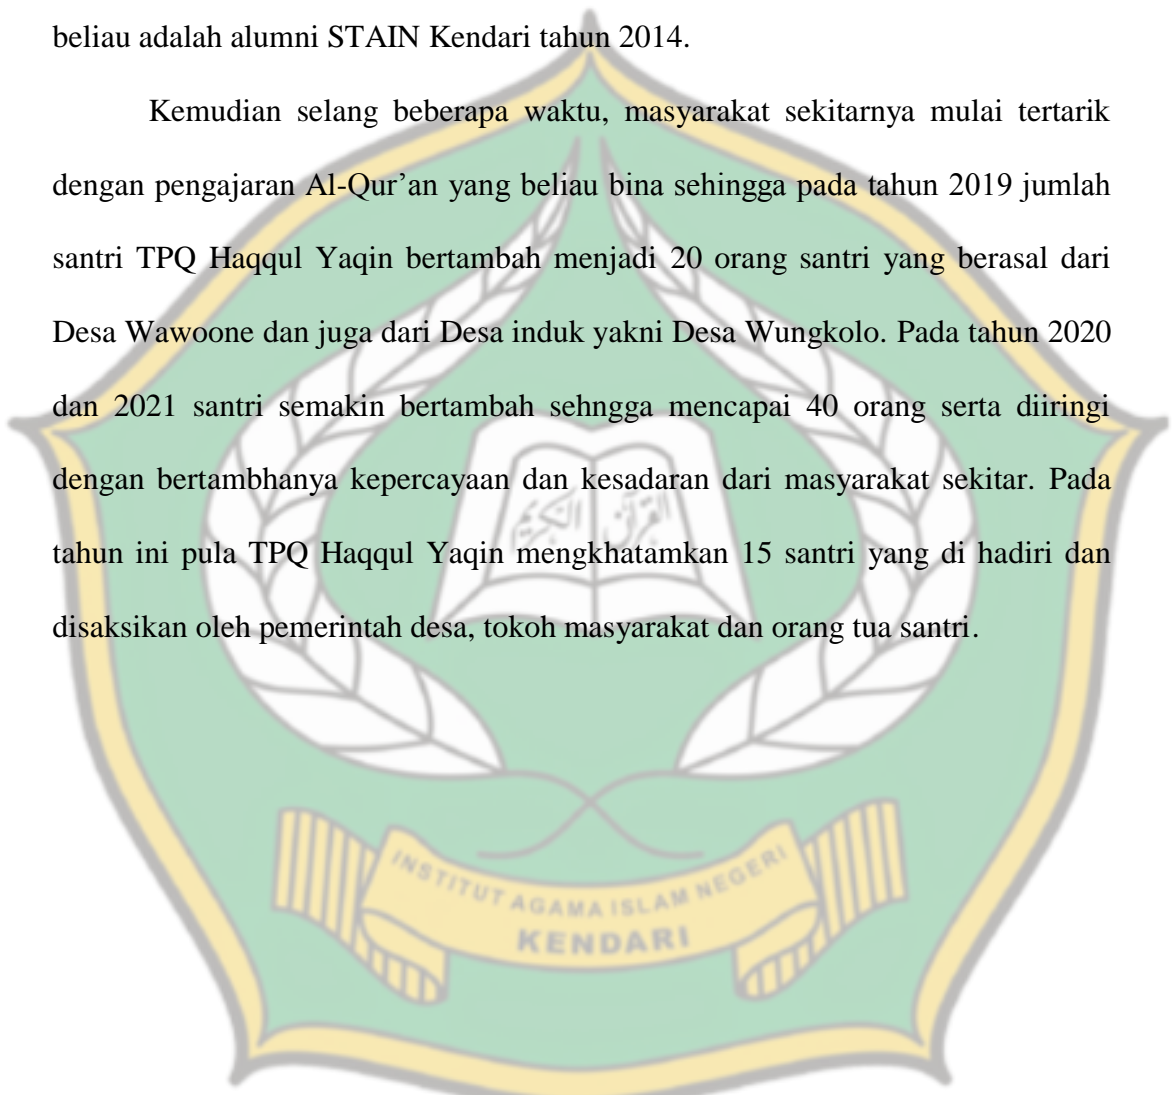 beliau adalah alumni STAIN Kendari tahun 2014.
Kemudian selang beberapa waktu, masyarakat sekitarnya mulai tertarik
dengan pengajaran Al-Qur’an yang beliau bina sehingga pada tahun 2019 jumlah
santri TPQ Haqqul Yaqin bertambah menjadi 20 orang santri yang berasal dari
Desa Wawoone dan juga dari Desa induk yakni Desa Wungkolo. Pada tahun 2020
dan 2021 santri semakin bertambah sehngga mencapai 40 orang serta diiringi
dengan bertambhanya kepercayaan dan kesadaran dari masyarakat sekitar. Pada
القرآن الكريم
tahun ini pula TPQ Haqqul Yaqin mengkhatamkan 15 santri yang di hadiri dan
disaksikan oleh pemerintah desa, tokoh masyarakat dan orang tua santri.
INSTITUT AGAMA ISLAM NEGERI
KENDARI